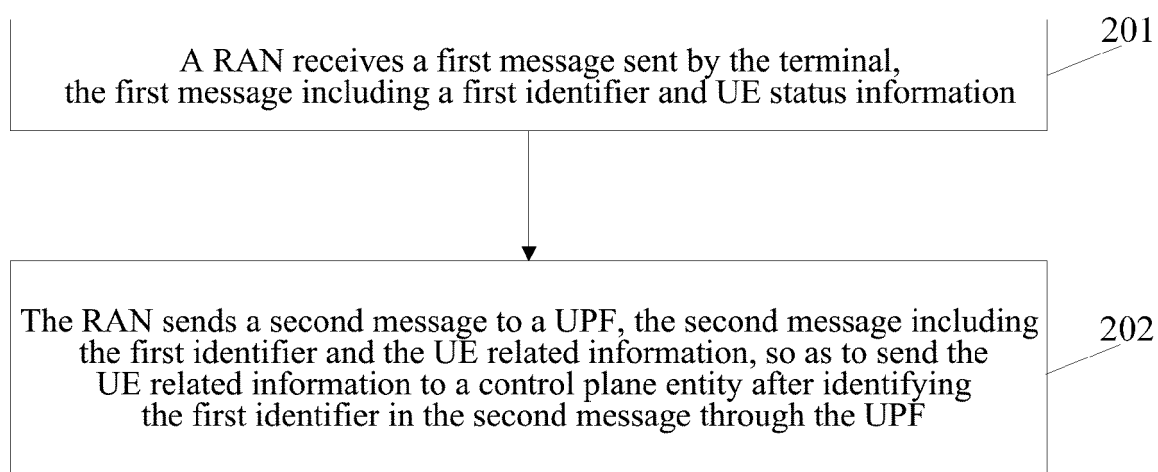 201
A RAN receives a first message sent by the terminal,
the first message including a first identifier and UE status information
The RAN sends a second message to a UPF, the second message including
the first identifier and the UE related information, so as to send the
UE related information to a control plane entity after identifying
the first identifier in the second message through the UPF
202